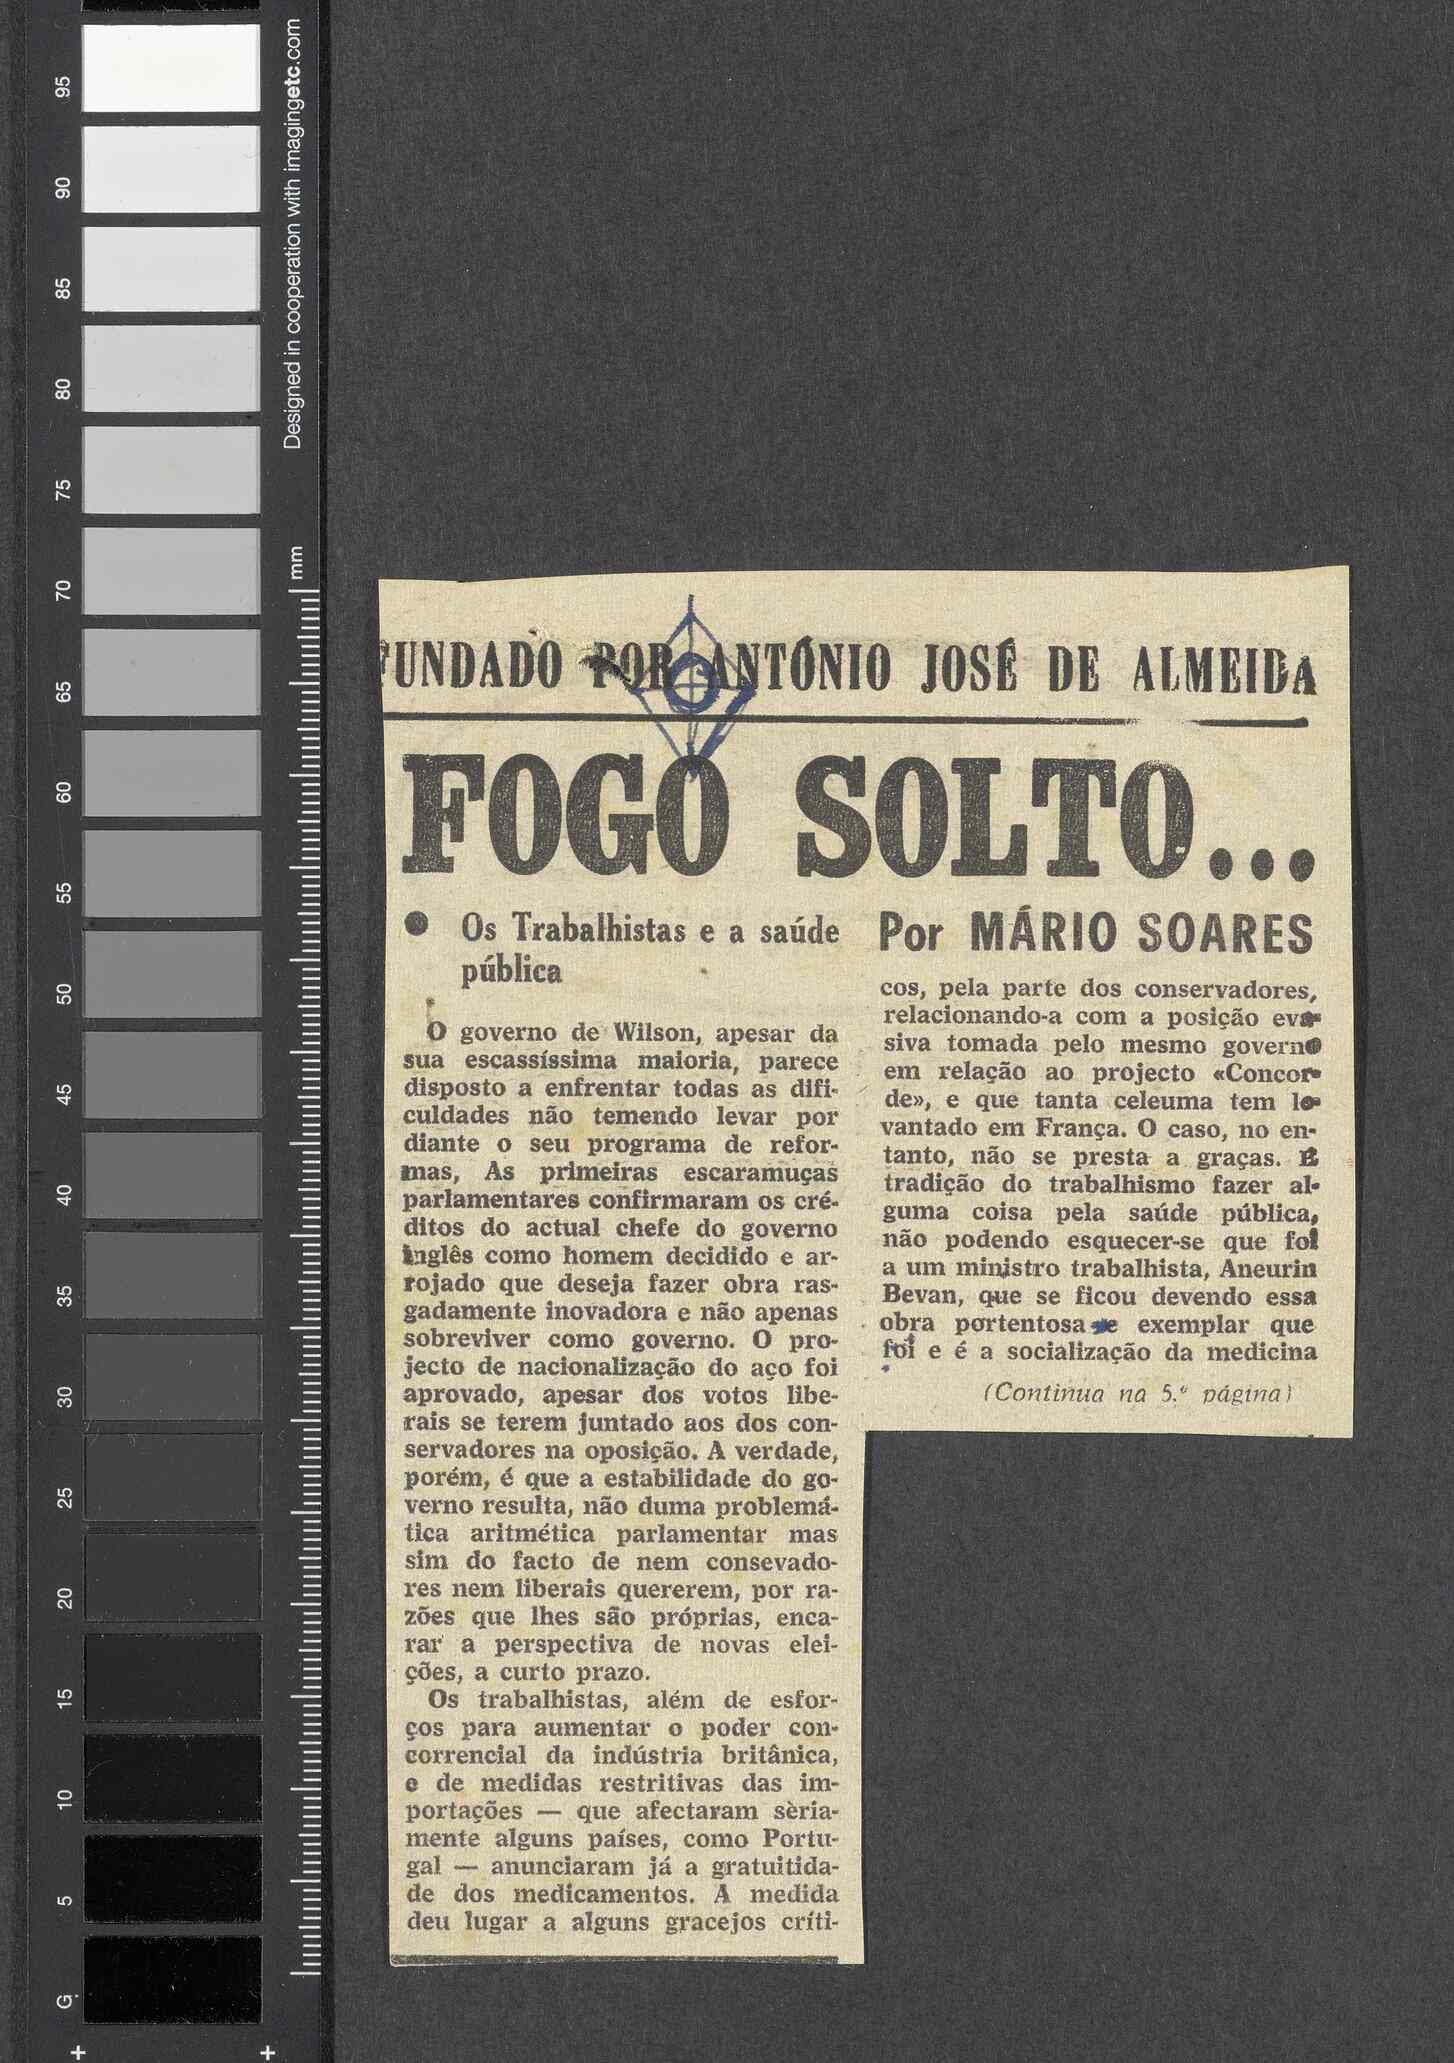 FUNDADO POR ANTÓNIO JOSÉ DE ALMEIDA
FOGO SOLTO...
● Os Trabalhistas e a saúde
pública
Por MÁRIO SOARES
O governo de Wilson, apesar da
sua escassíssima maioria, parece
disposto a enfrentar todas as difi-
culdades não temendo levar por
diante o seu programa de refor-
mas, As primeiras escaramuças
parlamentares confirmaram os cré-
ditos do actual chefe do governo
inglês como homem decidido e ar-
rojado que deseja fazer obra ras-
gadamente inovadora e não apenas
sobreviver como governo. O pro-
jecto de nacionalização do aço foi
aprovado, apesar dos votos libe-
rais se terem juntado aos dos con-
servadores na oposição. A verdade,
porém, é que a estabilidade do go-
verno resulta, não duma problemá-
tica aritmética parlamentar mas
sim do facto de nem consevado-
res nem liberais quererem, por ra-
zões que lhes são próprias, enca-
rar a perspectiva de novas elei-
ções, a curto prazo.
Os trabalhistas, além de esfor-
ços para aumentar o poder con-
correncial da indústria britânica,
e de medidas restritivas das im-
portações — que afectaram sèria-
mente alguns países, como Portu-
gal — anunciaram já a gratuitida-
de dos medicamentos. A medida
deu lugar a alguns gracejos críti-
cos, pela parte dos conservadores,
relacionando-a com a posição eva-
siva tomada pelo mesmo governo
em relação ao projecto «Concor-
de», e que tanta celeuma tem le-
vantado em França. O caso, no en-
tanto, não se presta a graças. É
tradição do trabalhismo fazer al-
guma coisa pela saúde pública,
não podendo esquecer-se que foi
a um ministro trabalhista, Aneurin
Bevan, que se ficou devendo essa
obra portentosa e exemplar que
foi e é a socialização da medicina
(Continua na 5.ª página)
Designed in cooperation with imagingetc.com
mm
95
90
85
80
75
70
65
60
55
50
45
40
35
30
25
20
15
10
5
G